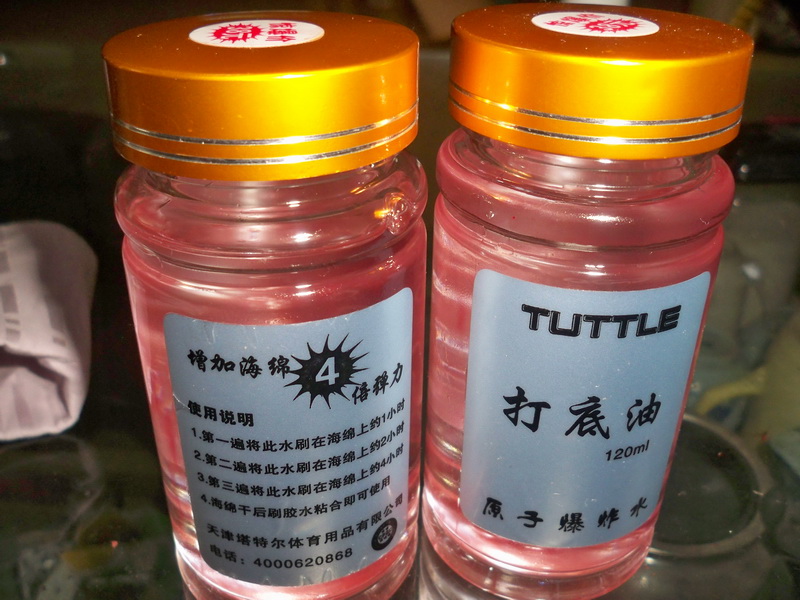 增加海绵
4
倍弹力
使用说明
1.第一遍将此水刷在海绵上约1小时
2.第二遍将此水刷在海绵上约2小时
3.第三遍将此水刷在海绵上约4小时
4.海绵干后刷胶水粘合即可使用
天津塔特尔体育用品有限公司
电话：4000620868
TUTTLE
打底油
120ml
原子爆炸水